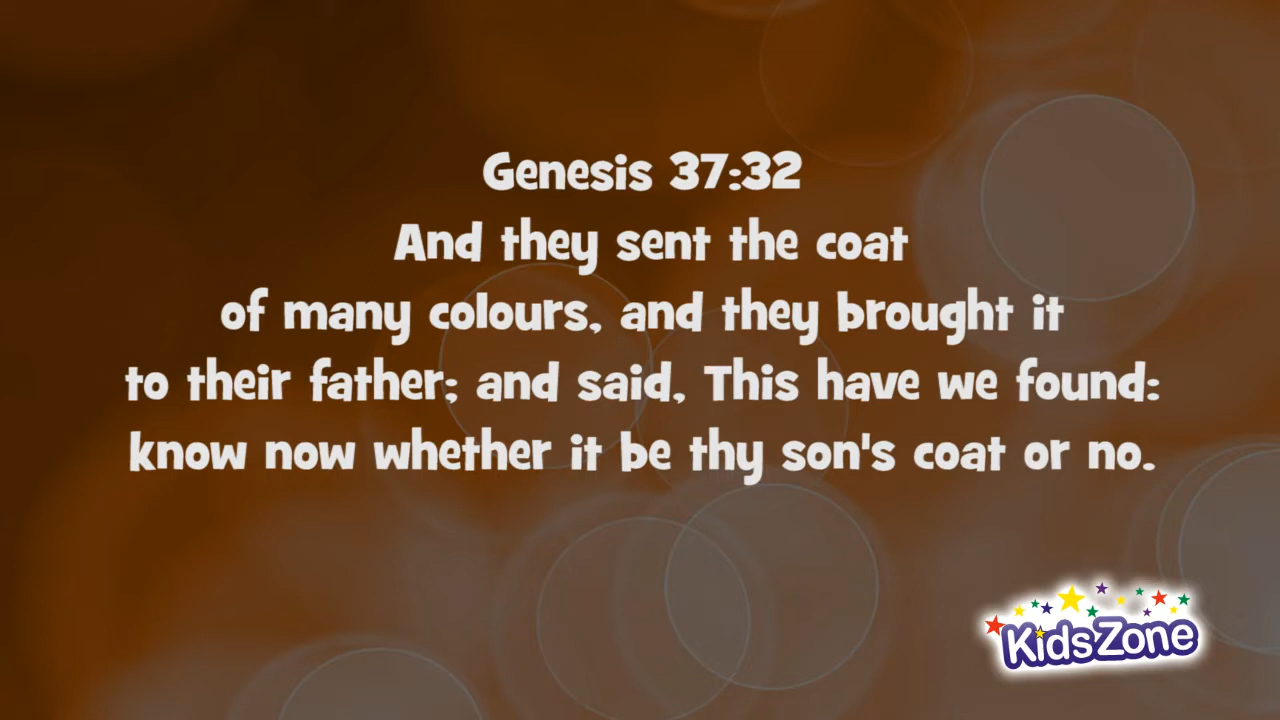 Genesis 37:32
And they sent the coat
of many colours, and they brought it
to their father; and said, This have we found:
know now whether it be thy son's coat or no.
KidsZone